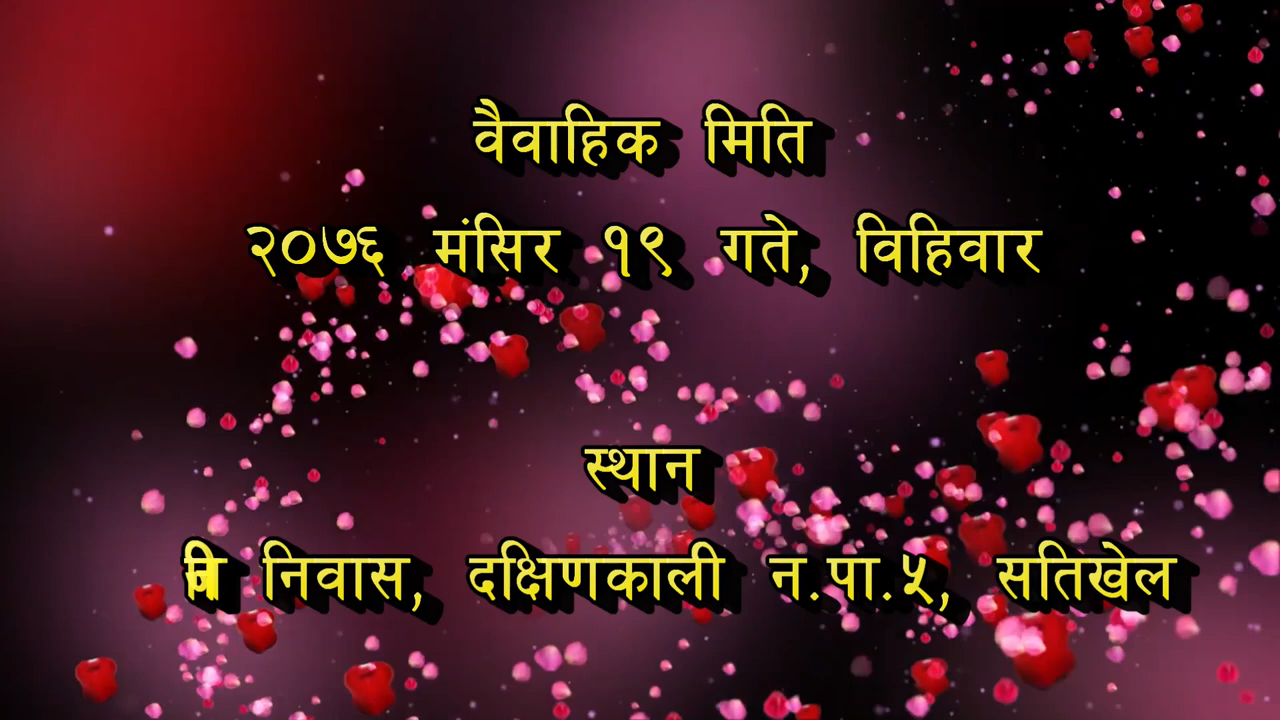 वैवाहिक मिति
२०७६ मंसिर १९ गते, विहिवार
स्थान
निवास, दक्षिणकाली न.पा.५, सतिखेल